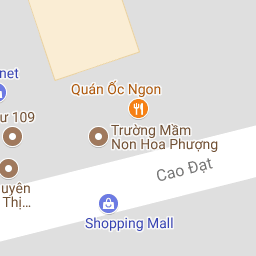 net
Quán Ốc Ngon
ư 109
Trường Mầm
Non Hoa Phượng
Cao Đạt
uyên
Thị...
Shopping Mall